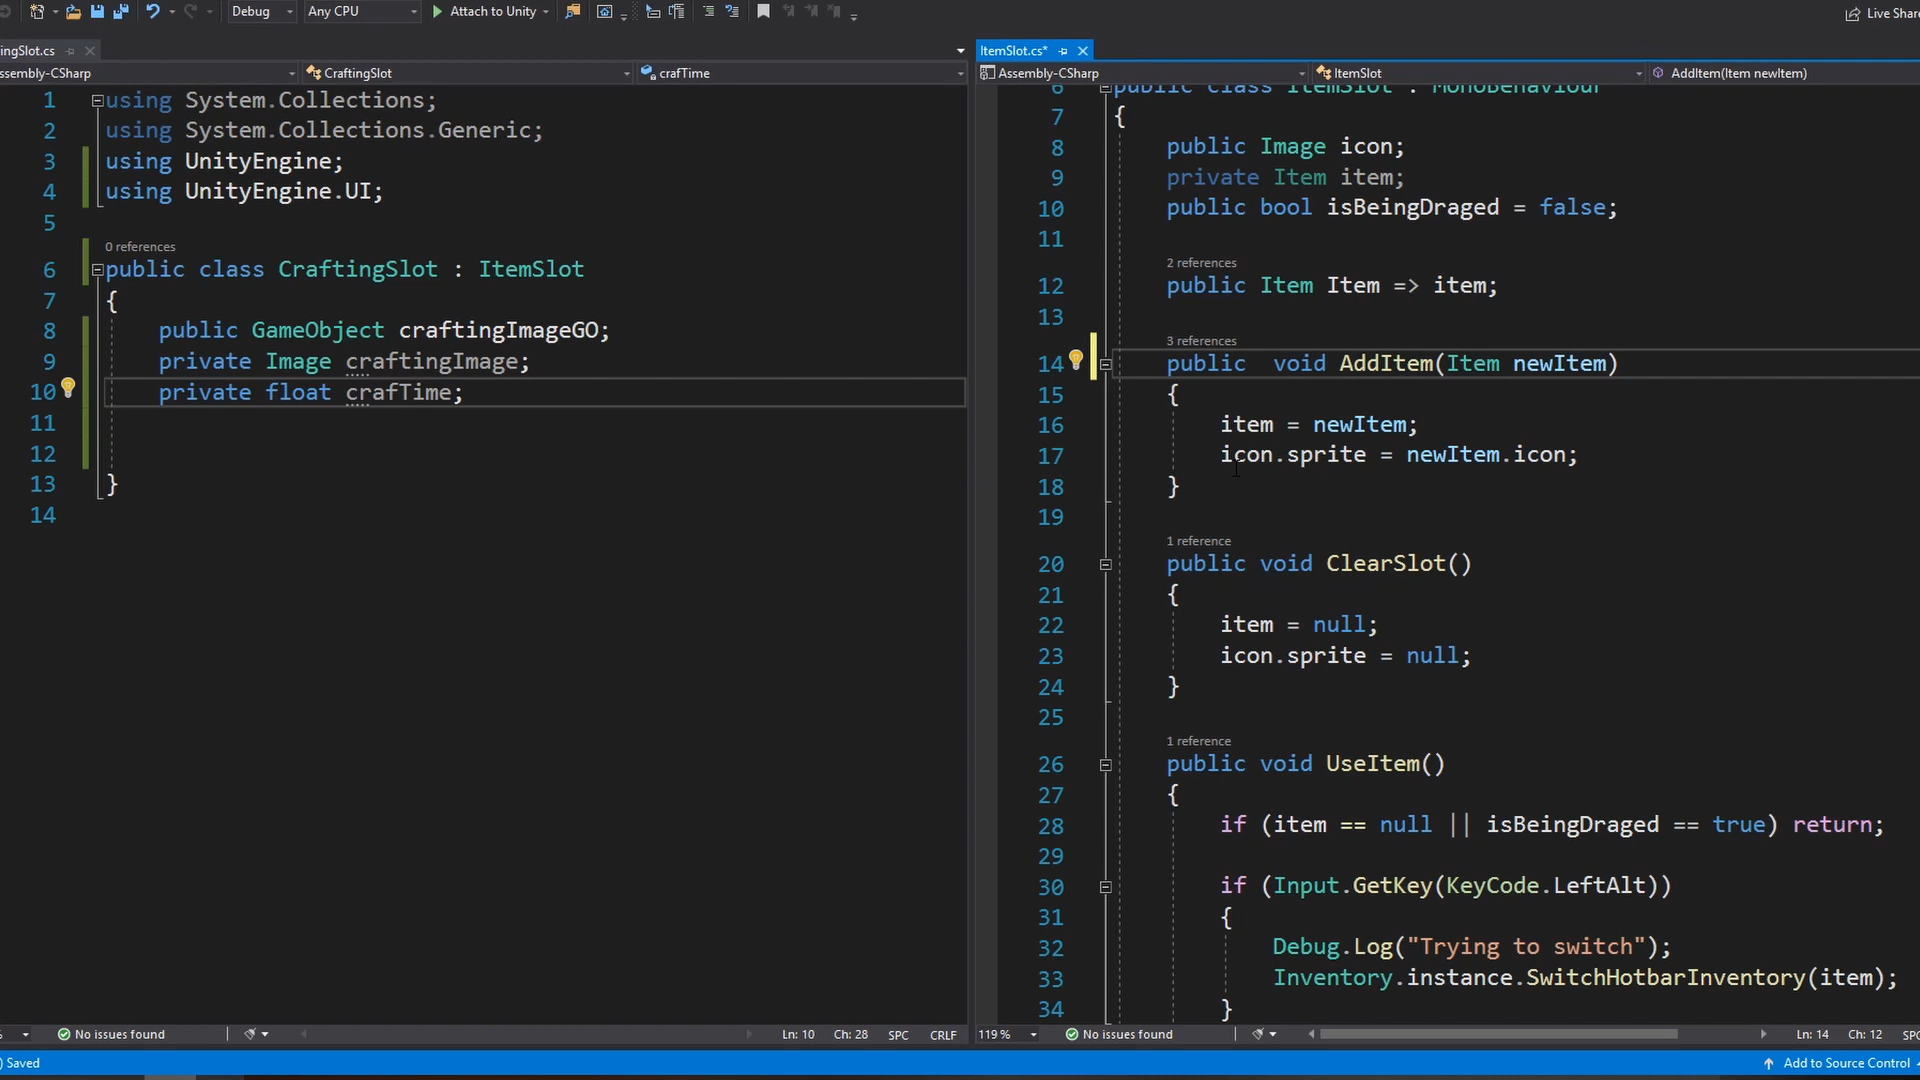 Debug
Any CPU
Attach to Unity
Live Share
ingSlot.cs
ssembly-CSharp
CraftingSlot
crafTime
1 using System.Collections;
2 using System.Collections.Generic;
3 using UnityEngine;
4 using UnityEngine.UI;
5
0 references
6 public class CraftingSlot : ItemSlot
7 {
8 public GameObject craftingImageGO;
9 private Image craftingImage;
10 private float crafTime;
11
12
13 }
14
No issues found
Ln: 10 Ch: 28 SPC CRLF
ItemSlot.cs*
Assembly-CSharp
ItemSlot
AddItem(Item newItem)
6 public class ItemSlot : MonoBehaviour
7 {
8 public Image icon;
9 private Item item;
10 public bool isBeingDraged = false;
11
2 references
12 public Item Item => item;
13
3 references
14 public  void AddItem(Item newItem)
15 {
16 item = newItem;
17 icon.sprite = newItem.icon;
18 }
19
1 reference
20 public void ClearSlot()
21 {
22 item = null;
23 icon.sprite = null;
24 }
25
1 reference
26 public void UseItem()
27 {
28 if (item == null || isBeingDraged == true) return;
29
30 if (Input.GetKey(KeyCode.LeftAlt))
31 {
32 Debug.Log("Trying to switch");
33 Inventory.instance.SwitchHotbarInventory(item);
34 }
119 %
No issues found
Ln: 14 Ch: 12 SPC
Saved
Add to Source Control